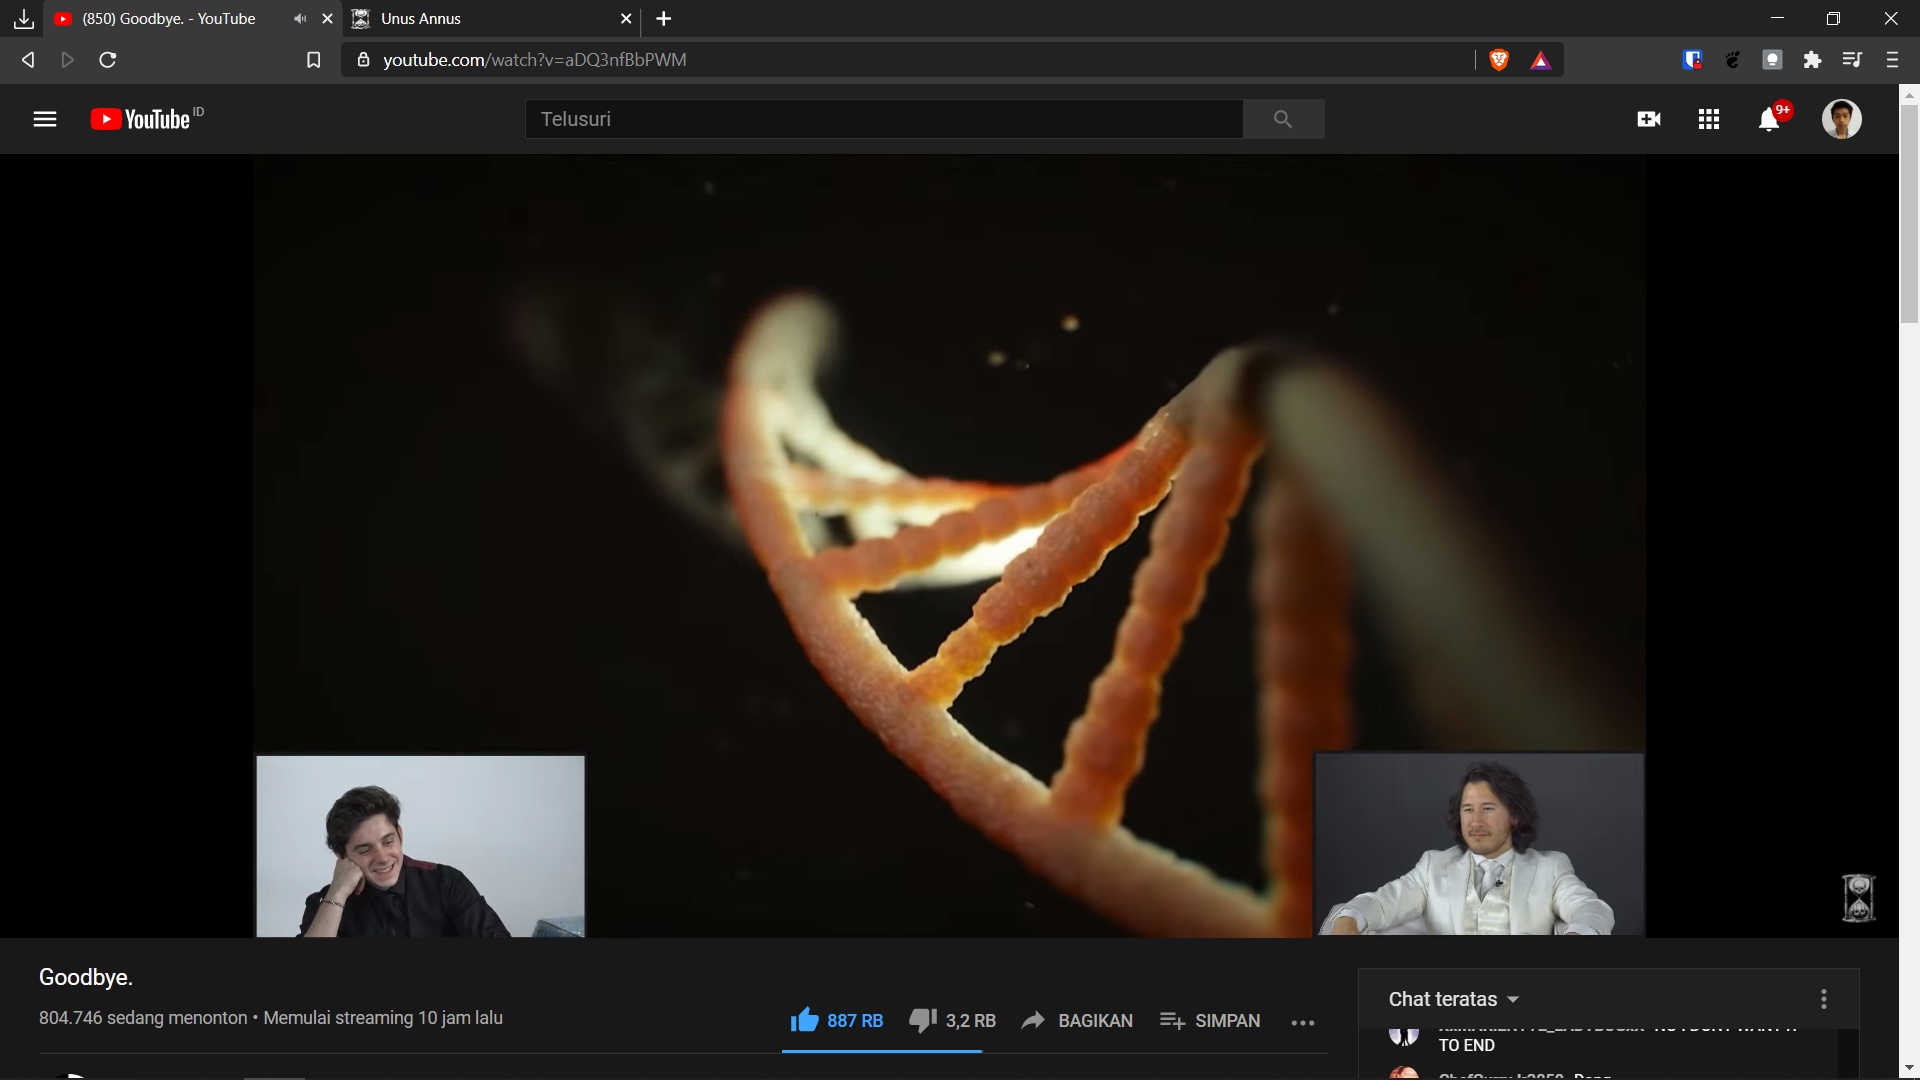 (850) Goodbye. - YouTube
Unus Annus
youtube.com/watch?v=aDQ3nfBbPWM
YouTube ID
Telusuri
9+
Goodbye.
804.746 sedang menonton • Memulai streaming 10 jam lalu
887 RB
3,2 RB
BAGIKAN
SIMPAN
Chat teratas
TO END